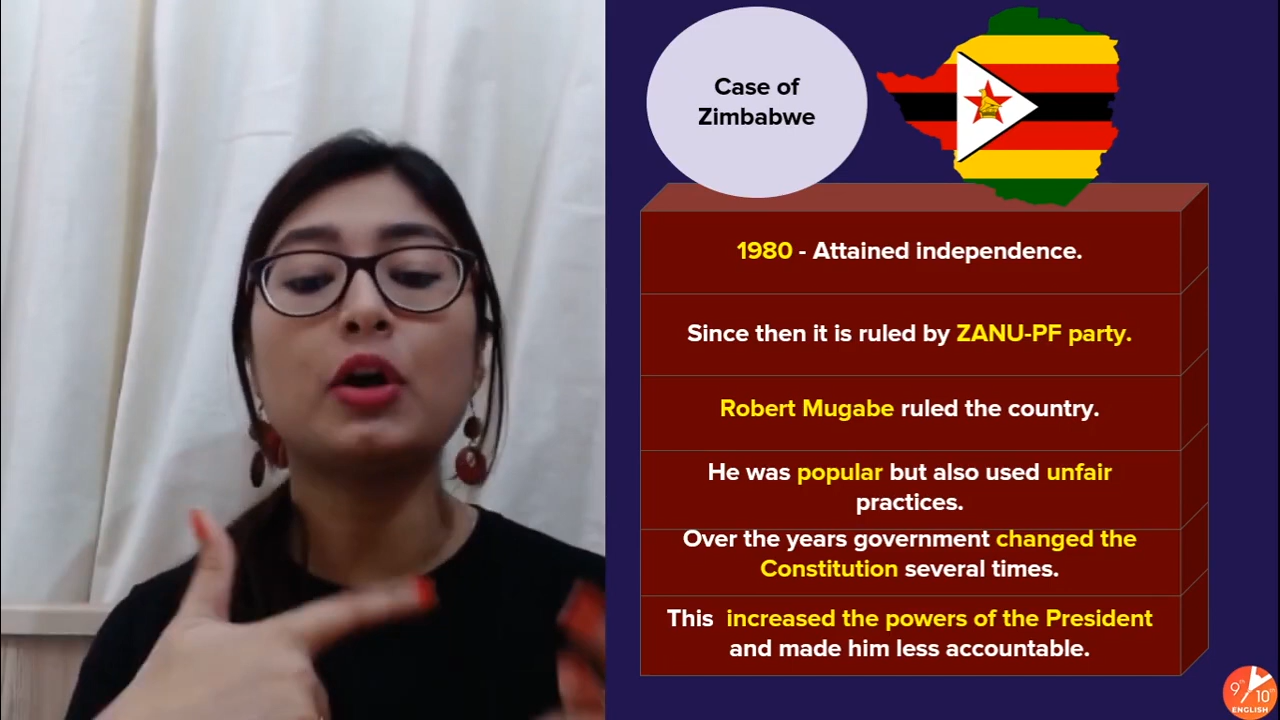 Case of
Zimbabwe
1980 - Attained independence.
Since then it is ruled by ZANU-PF party.
Robert Mugabe ruled the country.
He was popular but also used unfair
practices.
Over the years government changed the
Constitution several times.
This increased the powers of the President
and made him less accountable.
9th
10th
ENGLISH